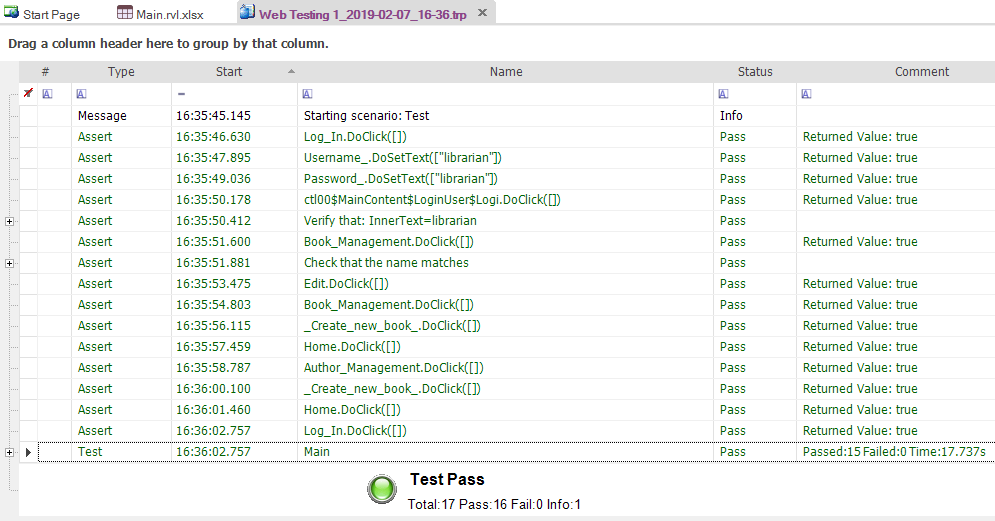 Start Page Main.rvl.xlsx Web Testing 1_2019-02-07_16-36.trp
Drag a column header here to group by that column.
# Type Start Name Status Comment
Message 16:35:45.145 Starting scenario: Test Info
Assert 16:35:46.630 Log_In.DoClick([]) Pass Returned Value: true
Assert 16:35:47.895 Username_.DoSetText(["librarian"]) Pass Returned Value: true
Assert 16:35:49.036 Password_.DoSetText(["librarian"]) Pass Returned Value: true
Assert 16:35:50.178 ctl00$MainContent$LoginUser$Logi.DoClick([]) Pass Returned Value: true
Assert 16:35:50.412 Verify that: InnerText=librarian Pass
Assert 16:35:51.600 Book_Management.DoClick([]) Pass Returned Value: true
Assert 16:35:51.881 Check that the name matches Pass
Assert 16:35:53.475 Edit.DoClick([]) Pass Returned Value: true
Assert 16:35:54.803 Book_Management.DoClick([]) Pass Returned Value: true
Assert 16:35:56.115 _Create_new_book_.DoClick([]) Pass Returned Value: true
Assert 16:35:57.459 Home.DoClick([]) Pass Returned Value: true
Assert 16:35:58.787 Author_Management.DoClick([]) Pass Returned Value: true
Assert 16:36:00.100 _Create_new_book_.DoClick([]) Pass Returned Value: true
Assert 16:36:01.460 Home.DoClick([]) Pass Returned Value: true
Assert 16:36:02.757 Log_In.DoClick([]) Pass Returned Value: true
Test 16:36:02.757 Main Pass Passed:15 Failed:0 Time:17.737s
Test Pass
Total:17 Pass:16 Fail:0 Info:1